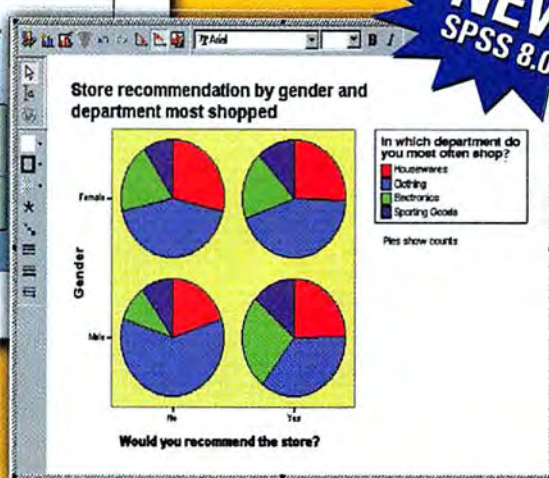 NEW
SPSS 8.0
Arial
B I
Store recommendation by gender and
department most shopped
In which department do
you most often shop?
Housewares
Clothing
Electronics
Sporting Goods
Pies show counts
Female
Gender
Male
No
Yes
Would you recommend the store?